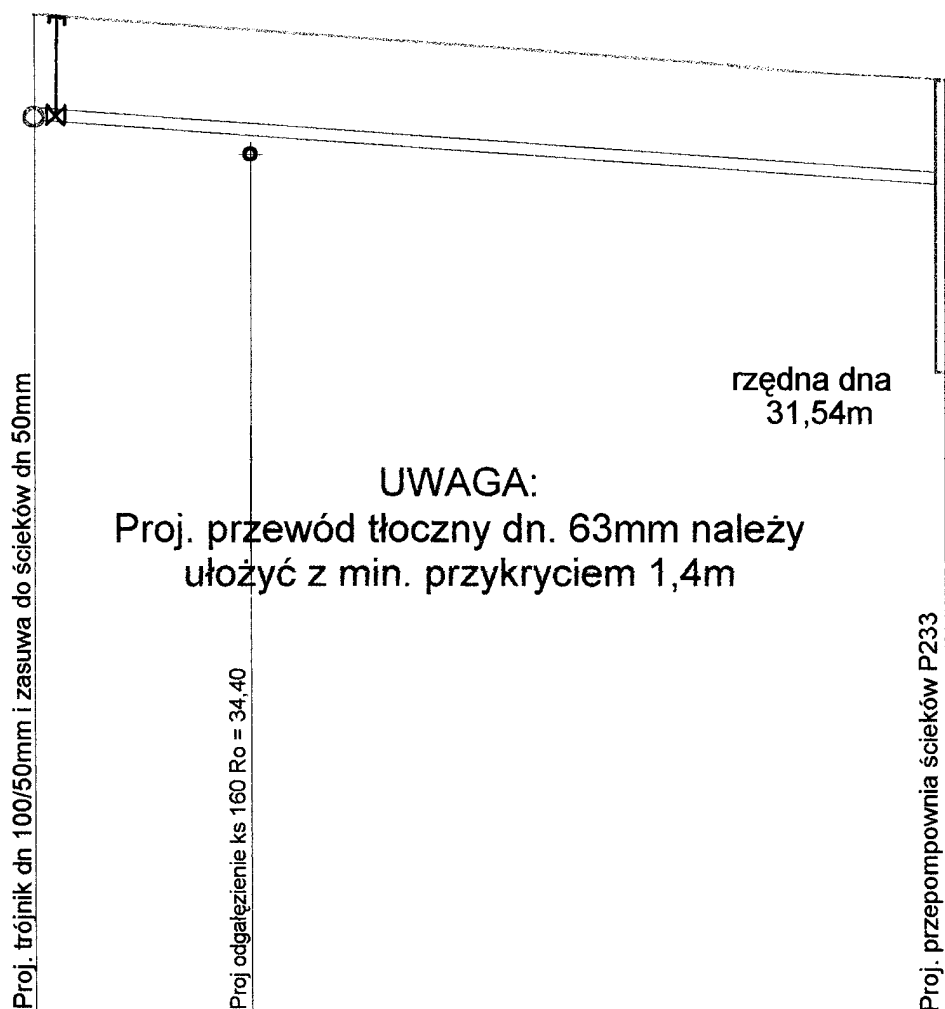 rzędna dna
31,54m
UWAGA:
Proj. przewód tłoczny dn. 63mm należy
ułożyć z min. przykryciem 1,4m
Proj. trójnik dn 100/50mm i zasuwa do ścieków dn 50mm
Proj odgałęzienie ks 160 Ro = 34,40
Proj. przepompownia ścieków P233